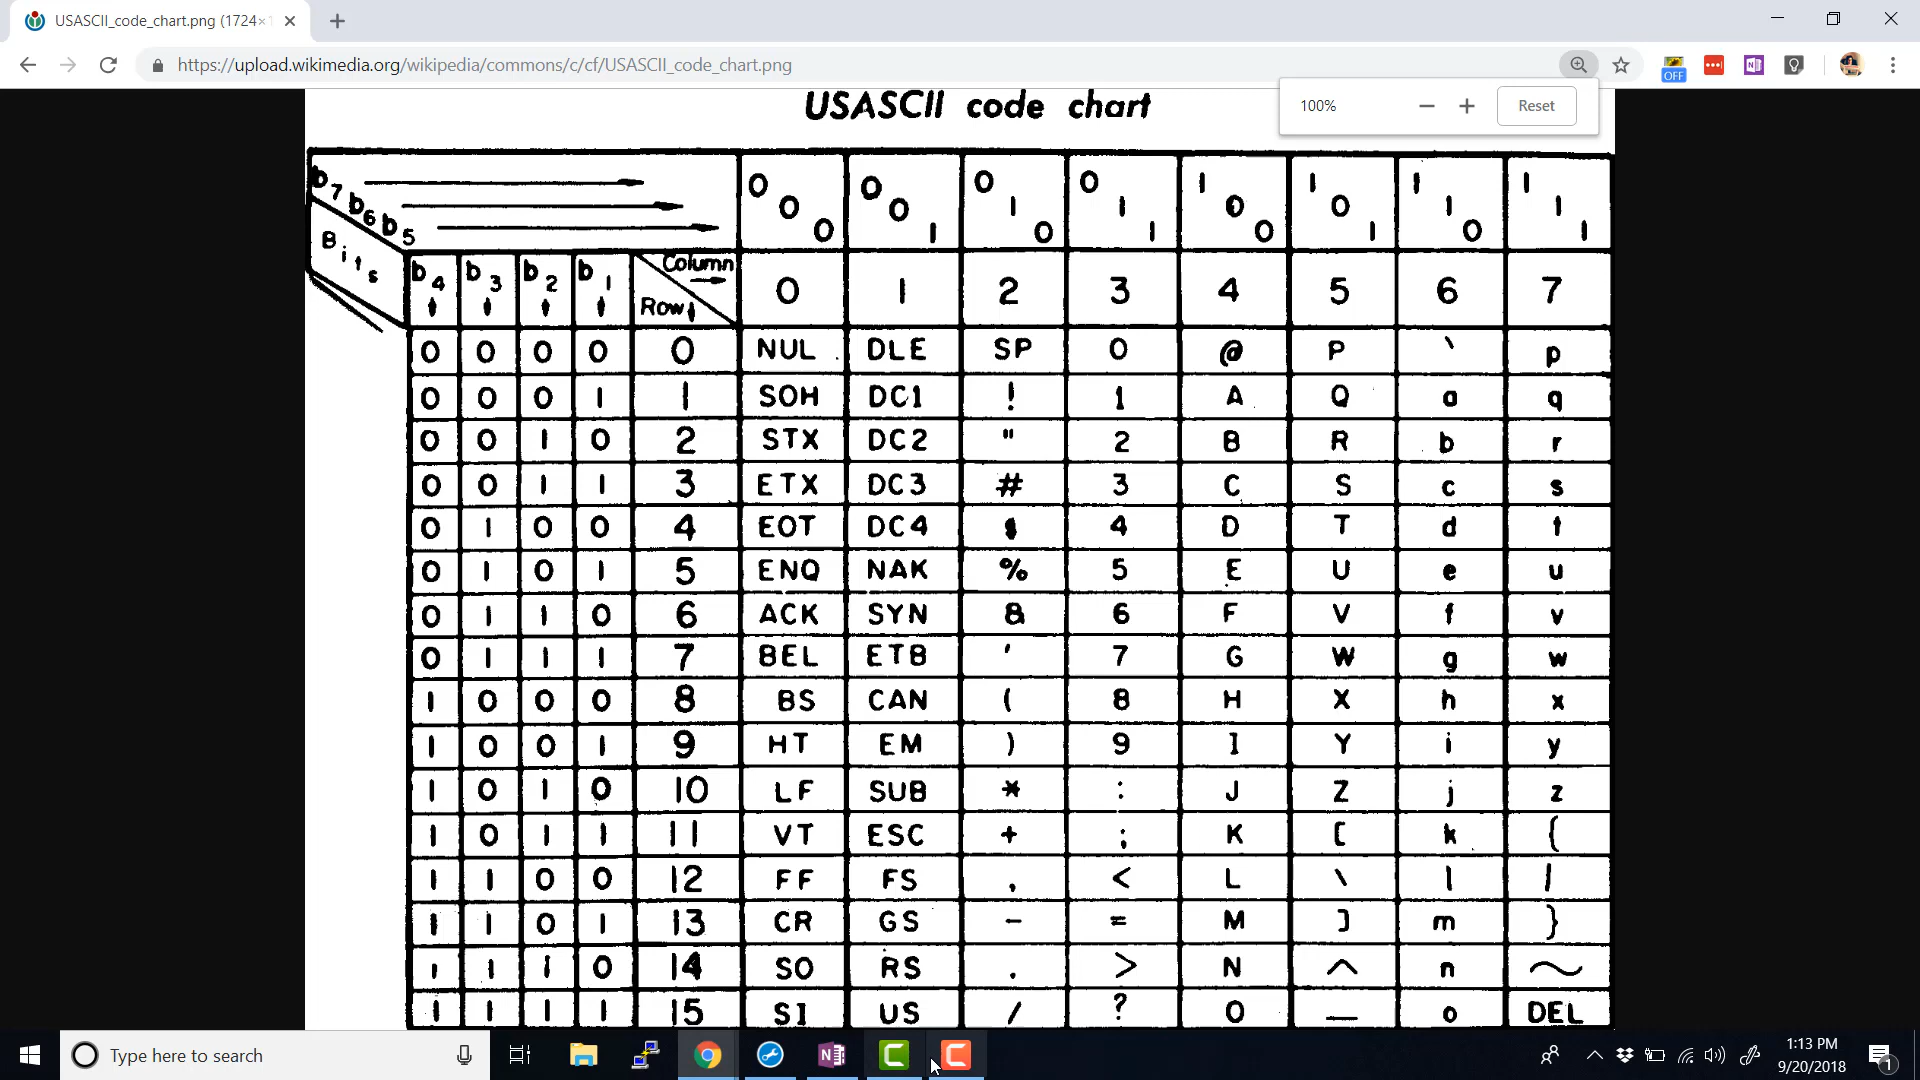 USASCII_code_chart.png (1724×1
https://upload.wikimedia.org/wikipedia/commons/c/cf/USASCII_code_chart.png
OFF
100% − + Reset
USASCII code chart
b7 b6 b5 0 0 0 0 0 1 0 1 0 0 1 1 1 0 0 1 0 1 1 1 0 1 1 1
Bits
b4 b3 b2 b1 Column Row 0 1 2 3 4 5 6 7
0 0 0 0 0 NUL DLE SP 0 @ P ` p
0 0 0 1 1 SOH DC1 ! 1 A Q a q
0 0 1 0 2 STX DC2 " 2 B R b r
0 0 1 1 3 ETX DC3 # 3 C S c s
0 1 0 0 4 EOT DC4 $ 4 D T d t
0 1 0 1 5 ENQ NAK % 5 E U e u
0 1 1 0 6 ACK SYN & 6 F V f v
0 1 1 1 7 BEL ETB ' 7 G W g w
1 0 0 0 8 BS CAN ( 8 H X h x
1 0 0 1 9 HT EM ) 9 I Y i y
1 0 1 0 10 LF SUB * : J Z j z
1 0 1 1 11 VT ESC + ; K [ k {
1 1 0 0 12 FF FS , < L \ l |
1 1 0 1 13 CR GS - = M ] m }
1 1 1 0 14 SO RS . > N ^ n ~
1 1 1 1 15 SI US / ? O _ o DEL
Type here to search
1:13 PM
9/20/2018
1